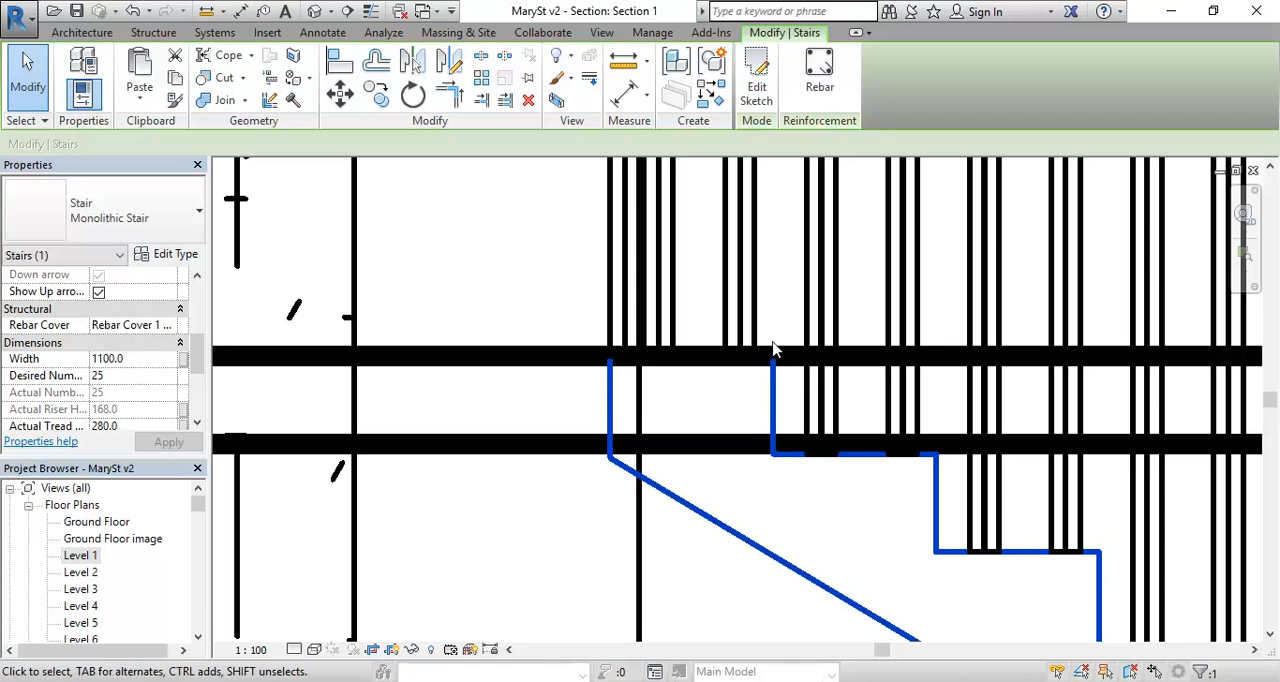 MarySt v2 - Section: Section 1
Type a keyword or phrase
Sign In
Architecture Structure Systems Insert Annotate Analyze Massing & Site Collaborate View Manage Add-Ins Modify | Stairs
Modify Paste Cope Cut Join Edit Sketch Rebar
Select Properties Clipboard Geometry Modify View Measure Create Mode Reinforcement
Modify | Stairs
Properties
Stair
Monolithic Stair
Stairs (1) Edit Type
Down arrow
Show Up arro...
Structural
Rebar Cover Rebar Cover 1 ...
Dimensions
Width 1100.0
Desired Num... 25
Actual Numb... 25
Actual Riser H... 168.0
Actual Tread ... 280.0
Properties help Apply
Project Browser - MarySt v2
Views (all)
Floor Plans
Ground Floor
Ground Floor image
Level 1
Level 2
Level 3
Level 4
Level 5
Level 6
1 : 100
Click to select, TAB for alternates, CTRL adds, SHIFT unselects.
:0
Main Model
:1